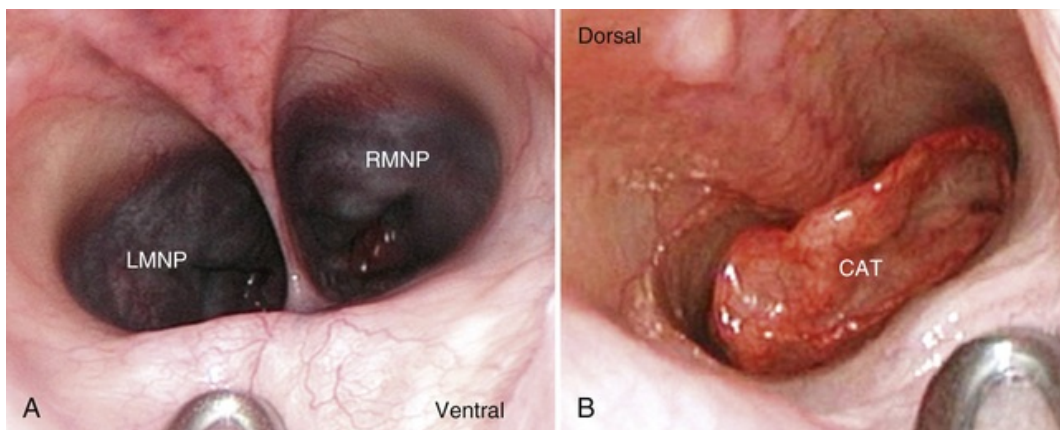 RMNP
LMNP
A
Ventral
Dorsal
CAT
B